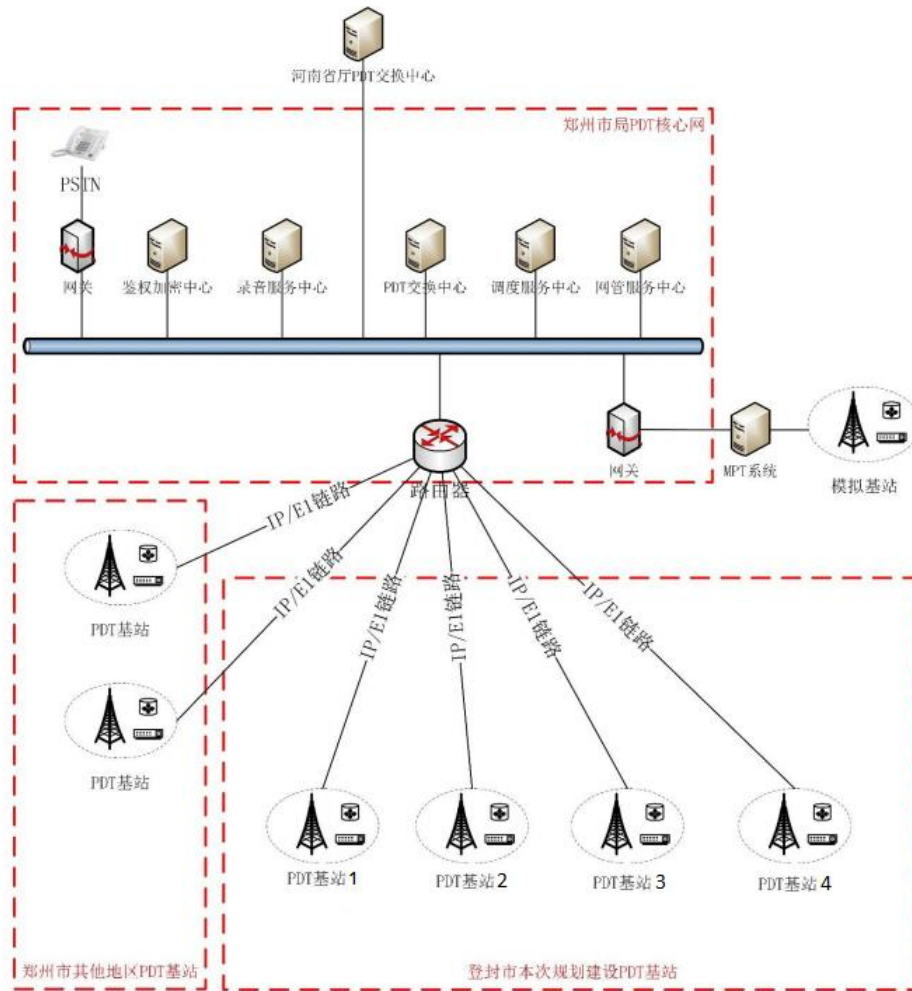 河南省厅PDT交换中心
郑州市局PDT核心网
PSTN
网关
鉴权加密中心
录音服务中心
PDT交换中心
调度服务中心
网管服务中心
路由器
网关
MPT系统
模拟基站
IP/E1链路
IP/E1链路
IP/E1链路
IP/E1链路
IP/E1链路
IP/E1链路
PDT基站
PDT基站
PDT基站1
PDT基站2
PDT基站3
PDT基站4
郑州市其他地区PDT基站
登封市本次规划建设PDT基站